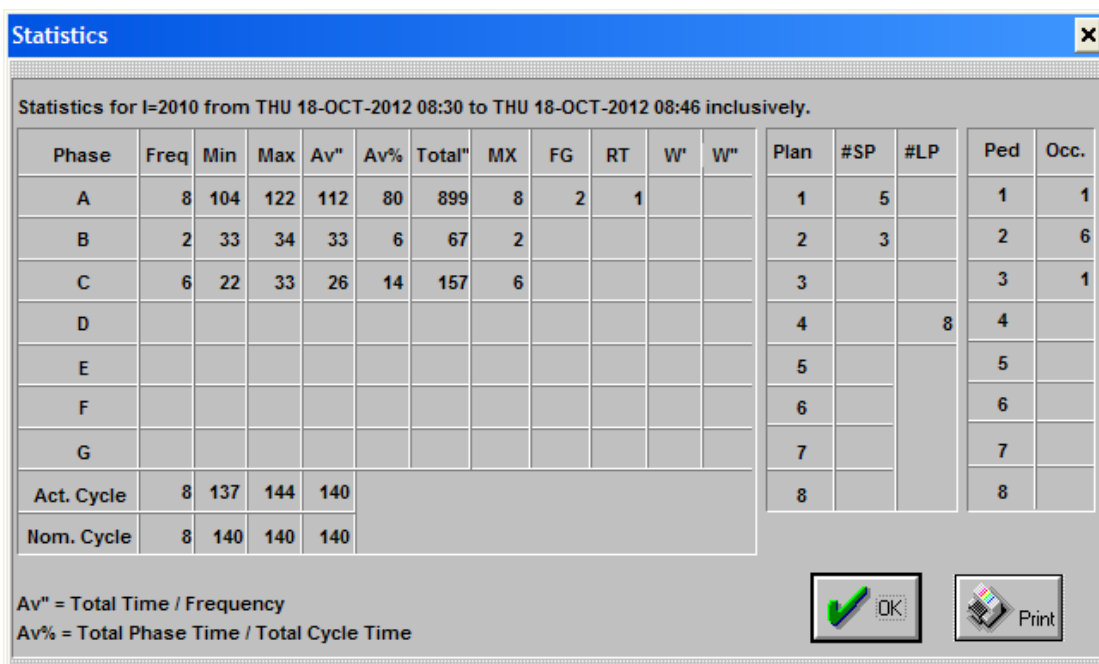 Statistics
Statistics for I=2010 from THU 18-OCT-2012 08:30 to THU 18-OCT-2012 08:46 inclusively.
Phase Freq Min Max Av" Av% Total" MX FG RT W' W" Plan #SP #LP Ped Occ.
A 8 104 122 112 80 899 8 2 1 1 5 1 1
B 2 33 34 33 6 67 2 2 3 2 6
C 6 22 33 26 14 157 6 3 3 1
D 4 8 4
E 5 5
F 6 6
G 7 7
Act. Cycle 8 137 144 140 8 8
Nom. Cycle 8 140 140 140
Av" = Total Time / Frequency
Av% = Total Phase Time / Total Cycle Time
OK
Print